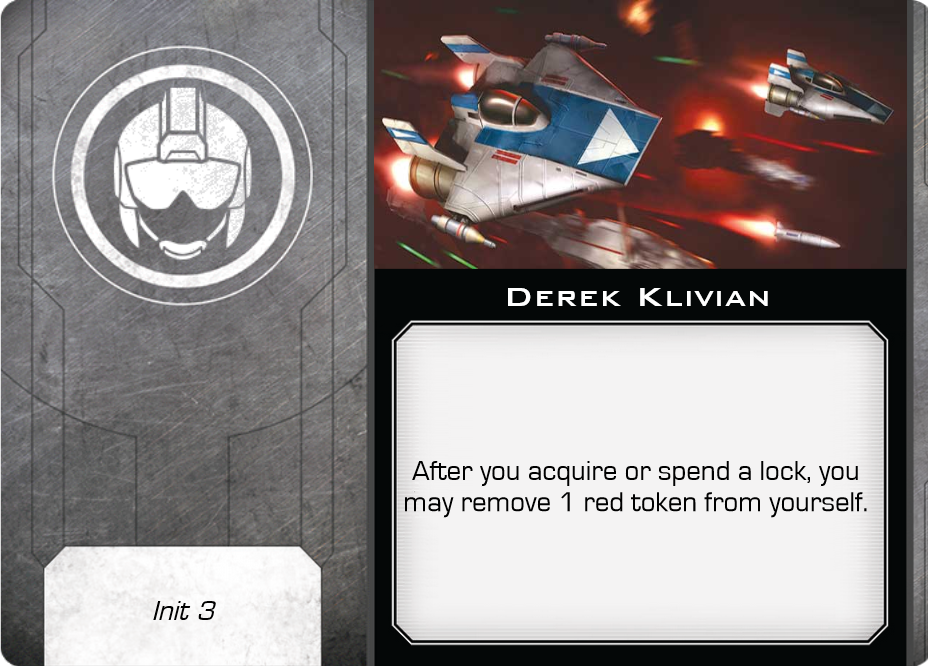 Derek Klivian
After you acquire or spend a lock, you
may remove 1 red token from yourself.
Init 3